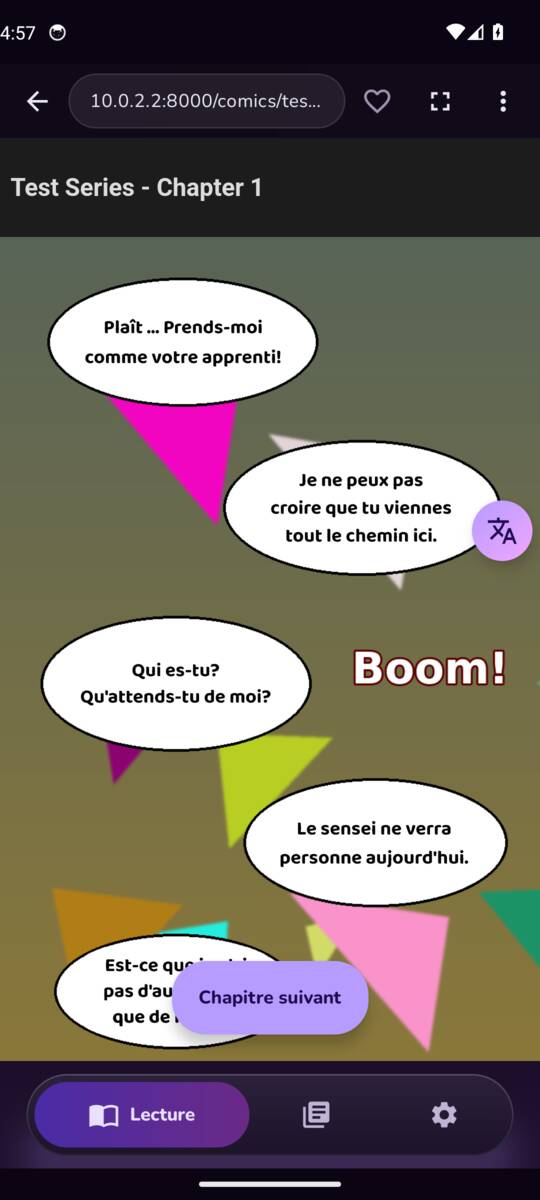 4:57
10.0.2.2:8000/comics/tes...
Test Series - Chapter 1
Plaît ... Prends-moi
comme votre apprenti!
Je ne peux pas
croire que tu viennes
tout le chemin ici.
Qui es-tu?
Qu'attends-tu de moi?
Boom!
Le sensei ne verra
personne aujourd'hui.
Est-ce que
pas
que de
Chapitre suivant
Lecture